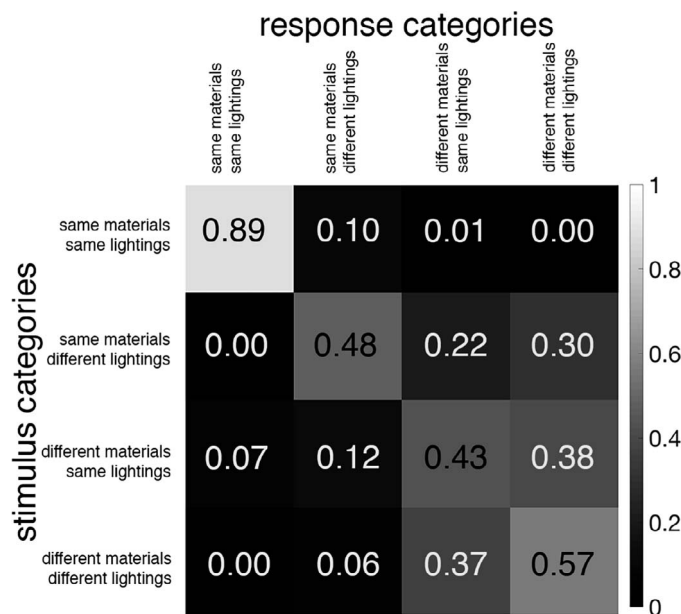 response categories
same materials
same lightings
same materials
different lightings
different materials
same lightings
different materials
different lightings
stimulus categories
same materials
same lightings
0.89 0.10 0.01 0.00
same materials
different lightings
0.00 0.48 0.22 0.30
different materials
same lightings
0.07 0.12 0.43 0.38
different materials
different lightings
0.00 0.06 0.37 0.57
1
0.8
0.6
0.4
0.2
0